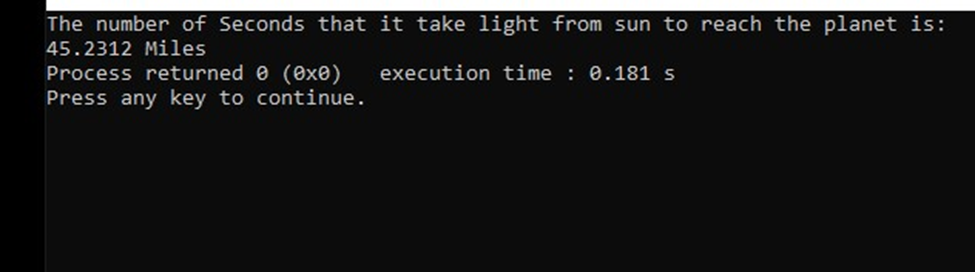 The number of Seconds that it take light from sun to reach the planet is:
45.2312 Miles
Process returned 0 (0x0)   execution time : 0.181 s
Press any key to continue.